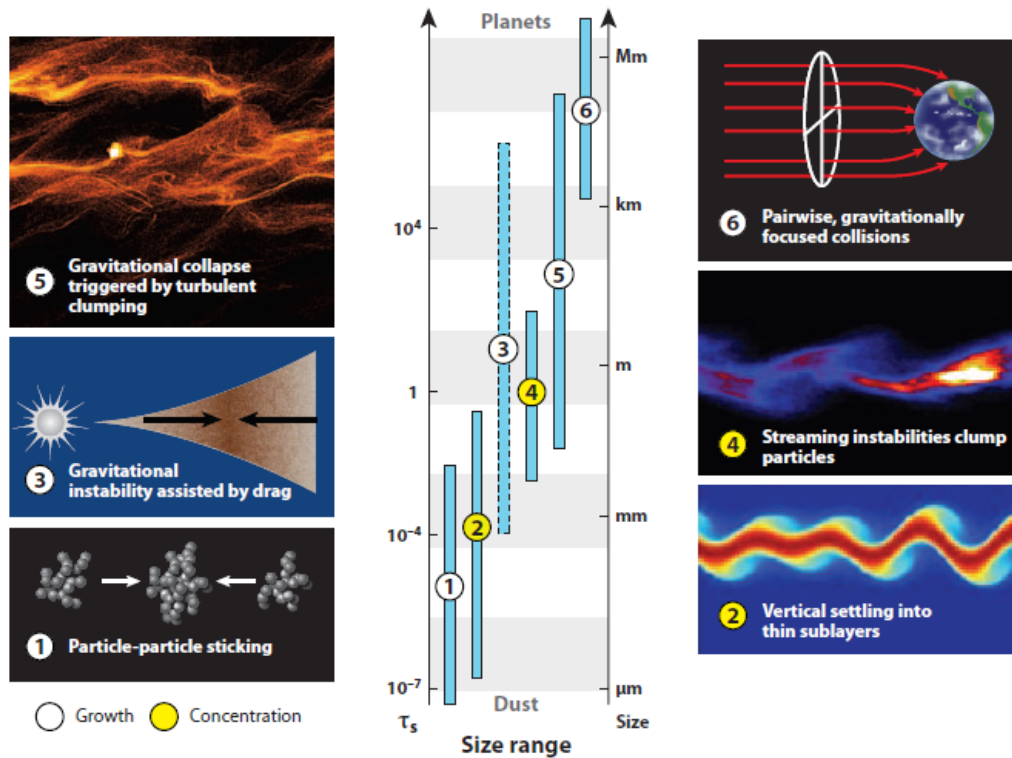 5 Gravitational collapse
triggered by turbulent
clumping
3 Gravitational
instability assisted by drag
1 Particle-particle sticking
Growth
Concentration
Planets
Mm
6
km
10⁴
5
3
m
1
4
mm
10⁻⁴
2
1
10⁻⁷
μm
Dust
τₛ
Size
Size range
6 Pairwise, gravitationally
focused collisions
4 Streaming instabilities clump
particles
2 Vertical settling into
thin sublayers